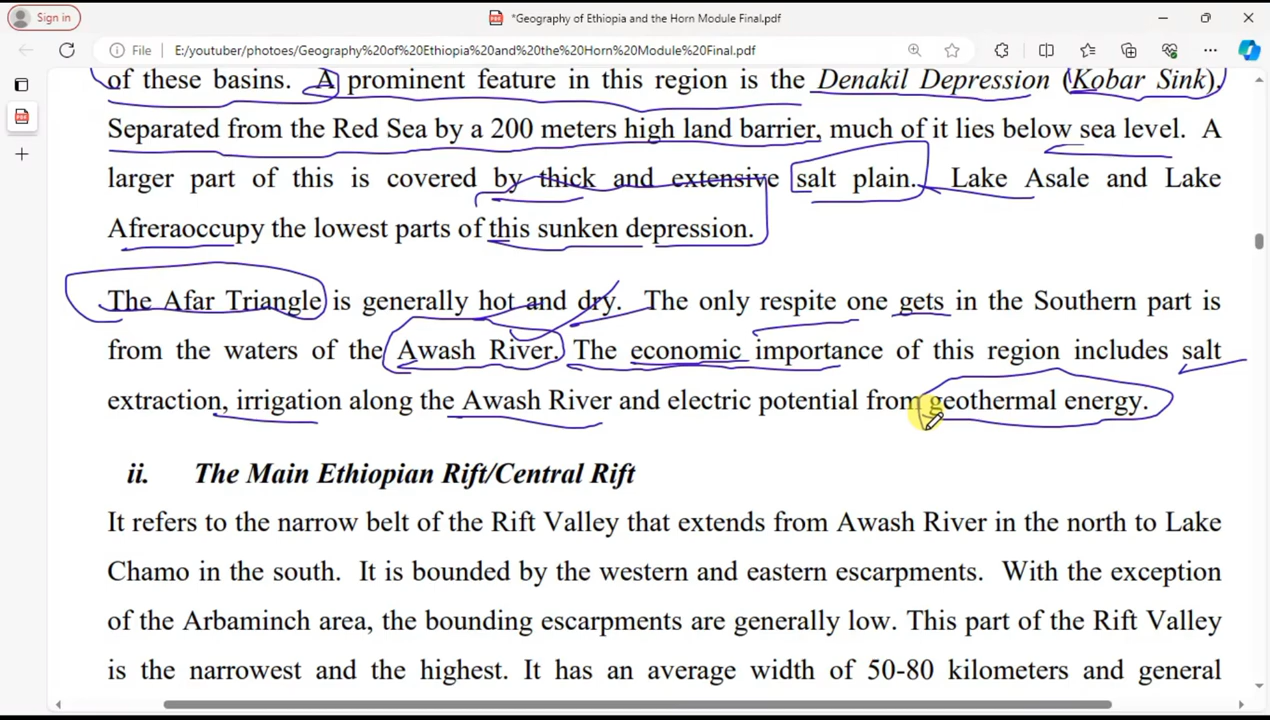 Sign in
*Geography of Ethiopia and the Horn Module Final.pdf
File
E:/youtuber/photoes/Geography%20of%20Ethiopia%20and%20the%20Horn%20Module%20Final.pdf
of these basins. A prominent feature in this region is the Denakil Depression (Kobar Sink).
Separated from the Red Sea by a 200 meters high land barrier, much of it lies below sea level. A
larger part of this is covered by thick and extensive salt plain. Lake Asale and Lake
Afreraoccupy the lowest parts of this sunken depression.
The Afar Triangle is generally hot and dry. The only respite one gets in the Southern part is
from the waters of the Awash River. The economic importance of this region includes salt
extraction, irrigation along the Awash River and electric potential from geothermal energy.
ii. The Main Ethiopian Rift/Central Rift
It refers to the narrow belt of the Rift Valley that extends from Awash River in the north to Lake
Chamo in the south. It is bounded by the western and eastern escarpments. With the exception
of the Arbaminch area, the bounding escarpments are generally low. This part of the Rift Valley
is the narrowest and the highest. It has an average width of 50-80 kilometers and general